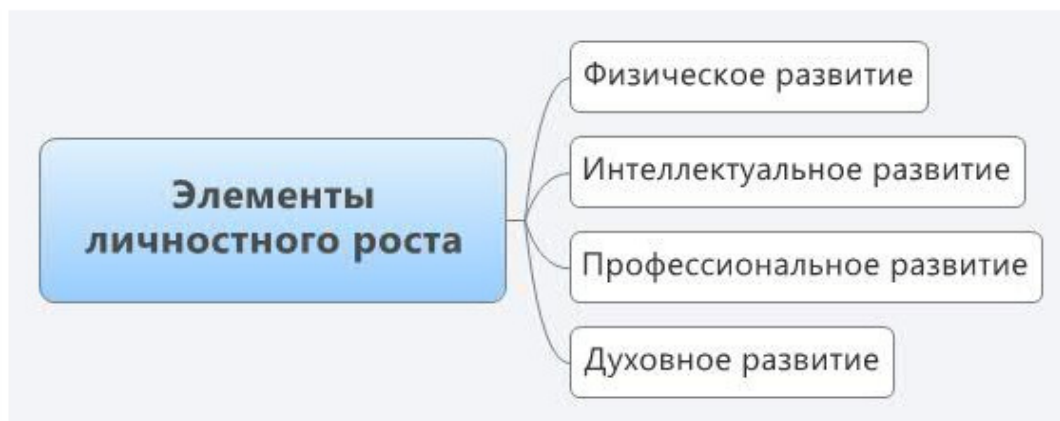 Элементы
личностного роста
Физическое развитие
Интеллектуальное развитие
Профессиональное развитие
Духовное развитие